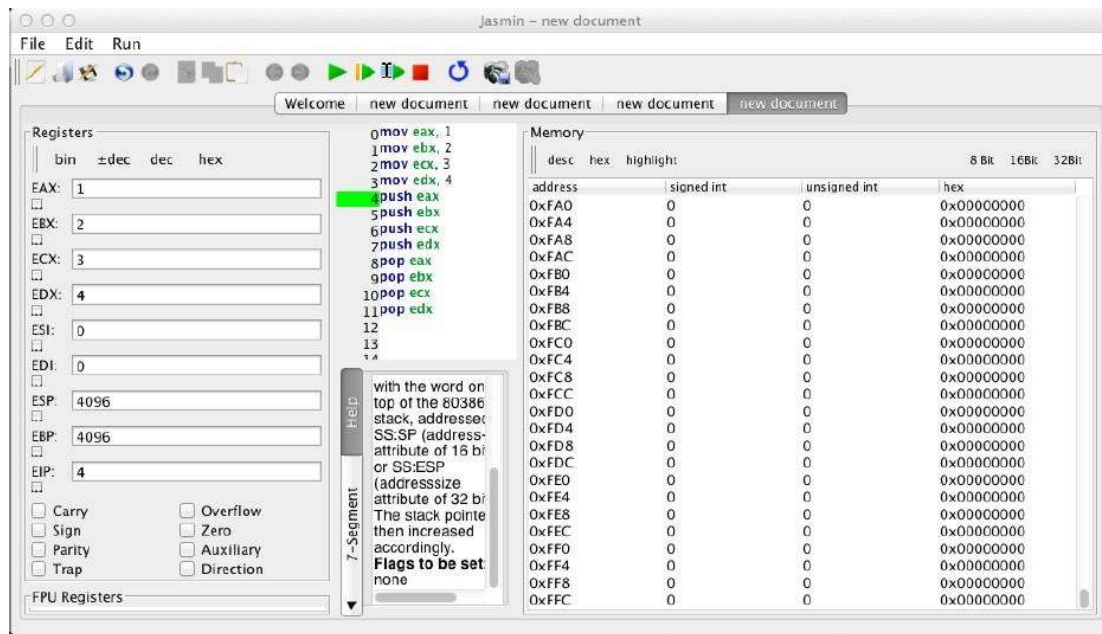 Jasmin – new document
File Edit Run
Welcome new document new document new document new document
Registers
bin ±dec dec hex
EAX: 1
EBX: 2
ECX: 3
EDX: 4
ESI: 0
EDI: 0
ESP: 4096
EBP: 4096
EIP: 4
Carry Overflow
Sign Zero
Parity Auxiliary
Trap Direction
FPU Registers
0 mov eax, 1
1 mov ebx, 2
2 mov ecx, 3
3 mov edx, 4
4 push eax
5 push ebx
6 push ecx
7 push edx
8 pop eax
9 pop ebx
10 pop ecx
11 pop edx
12
13
14
Help
7-Segment
with the word on
top of the 80386
stack, addressed
SS:SP (address-
attribute of 16 bi
or SS:ESP
(addresssize
attribute of 32 bi
The stack pointe
then increased
accordingly.
Flags to be set:
none
Memory
desc hex highlight 8 Bit 16Bit 32Bit
address signed int unsigned int hex
0xFA0 0 0 0x00000000
0xFA4 0 0 0x00000000
0xFA8 0 0 0x00000000
0xFAC 0 0 0x00000000
0xFB0 0 0 0x00000000
0xFB4 0 0 0x00000000
0xFB8 0 0 0x00000000
0xFBC 0 0 0x00000000
0xFC0 0 0 0x00000000
0xFC4 0 0 0x00000000
0xFC8 0 0 0x00000000
0xFCC 0 0 0x00000000
0xFD0 0 0 0x00000000
0xFD4 0 0 0x00000000
0xFD8 0 0 0x00000000
0xFDC 0 0 0x00000000
0xFE0 0 0 0x00000000
0xFE4 0 0 0x00000000
0xFE8 0 0 0x00000000
0xFEC 0 0 0x00000000
0xFF0 0 0 0x00000000
0xFF4 0 0 0x00000000
0xFF8 0 0 0x00000000
0xFFC 0 0 0x00000000